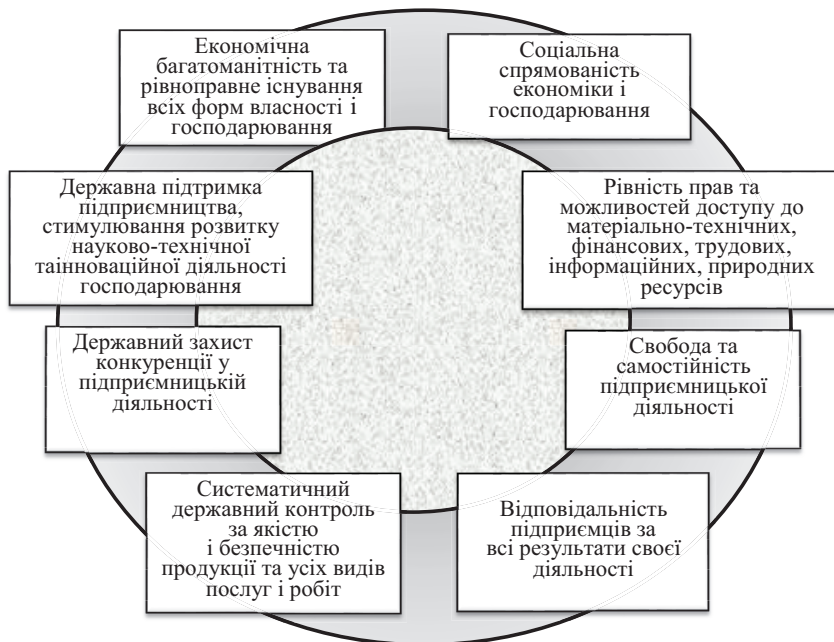 Економічна
багатоманітність та
рівноправне існування
всіх форм власності і
господарювання
Соціальна
спрямованість
економіки і
господарювання
Державна підтримка
підприємництва,
стимулювання розвитку
науково-технічної
таінноваційної діяльності
господарювання
Рівність прав та
можливостей доступу до
матеріально-технічних,
фінансових, трудових,
інформаційних, природних
ресурсів
Державний захист
конкуренції у
підприємницькій
діяльності
Свобода та
самостійність
підприємницької
діяльності
Систематичний
державний контроль
за якістю
і безпечністю
продукції та усіх видів
послуг і робіт
Відповідальність
підприємців за
всі результати своєї
діяльності